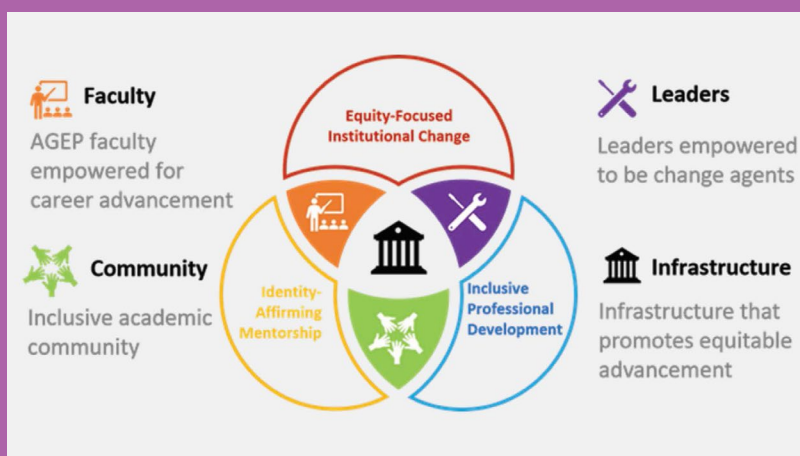 Faculty
AGEP faculty
empowered for
career advancement
Community
Inclusive academic
community
Equity-Focused
Institutional Change
Identity-
Affirming
Mentorship
Inclusive
Professional
Development
Leaders
Leaders empowered
to be change agents
Infrastructure
Infrastructure that
promotes equitable
advancement